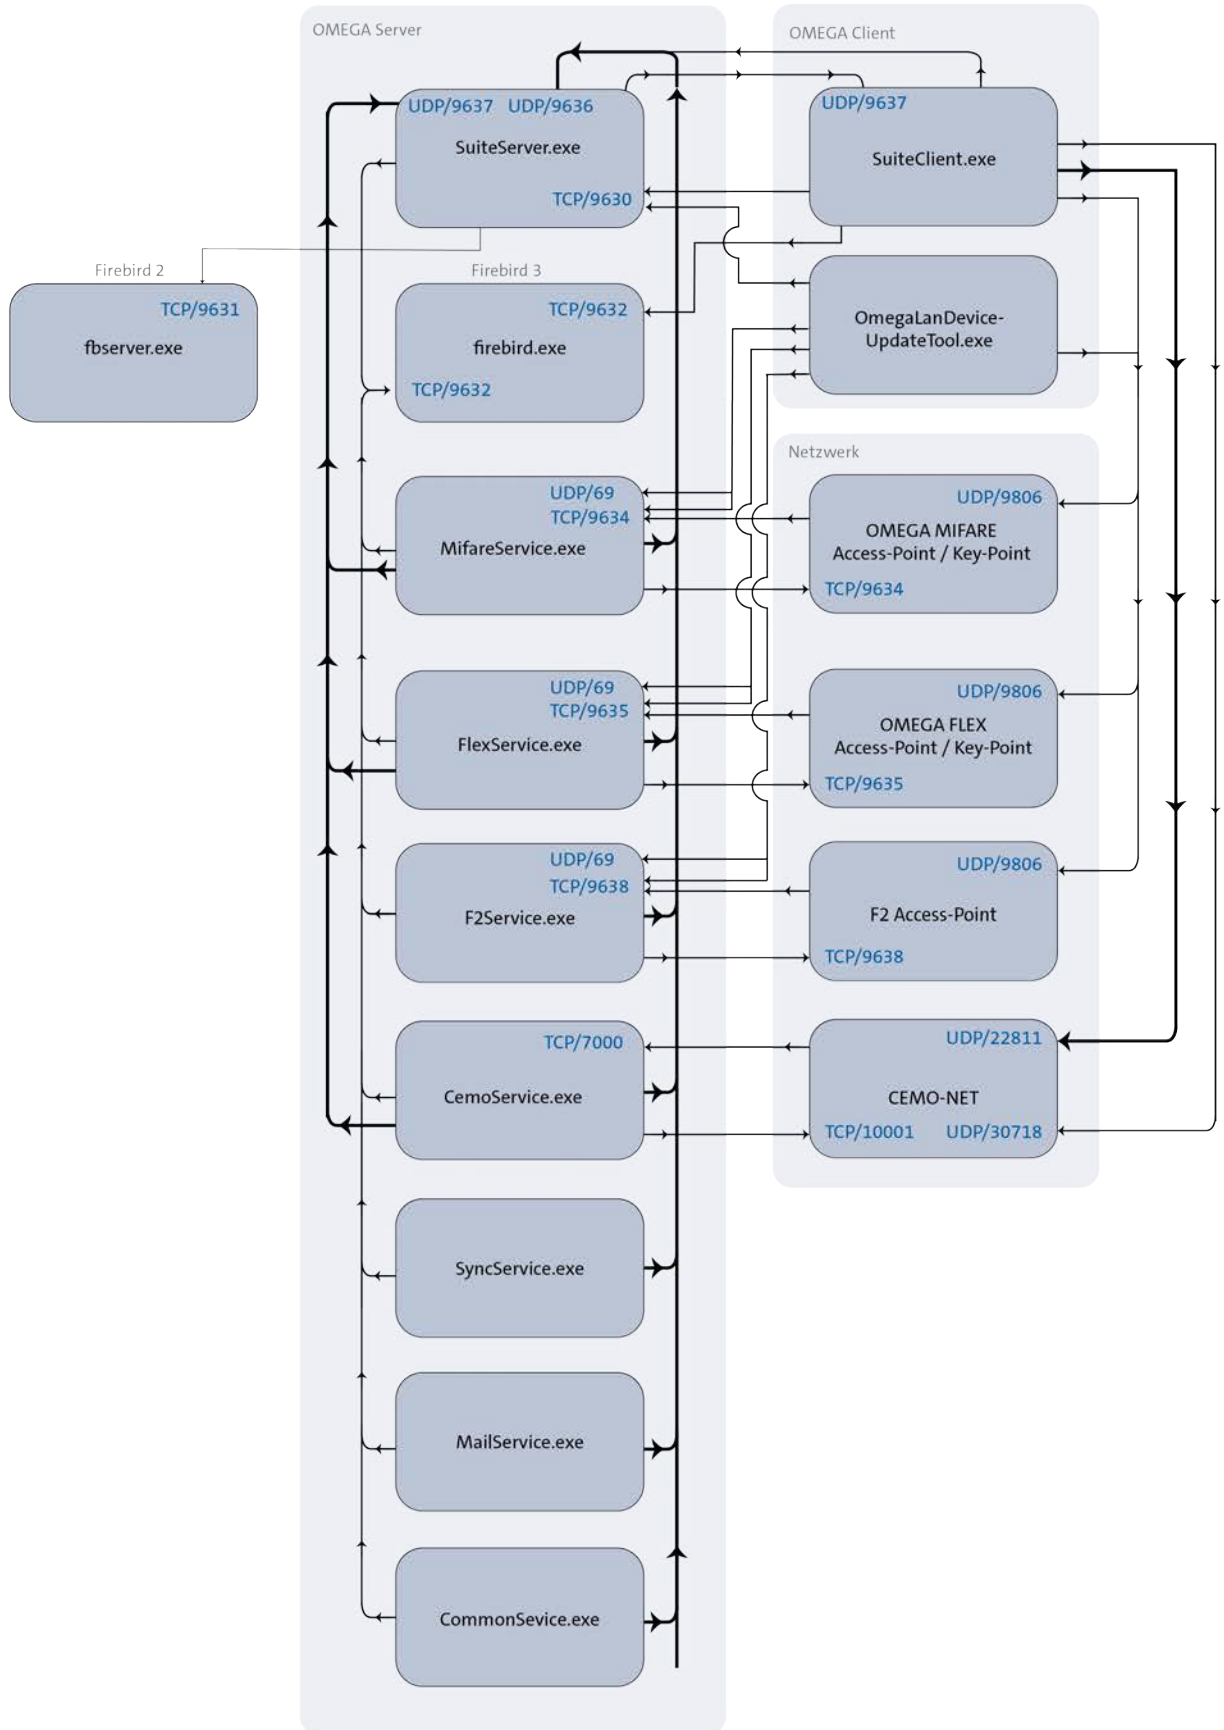 OMEGA Server
OMEGA Client
UDP/9637 UDP/9636
SuiteServer.exe
TCP/9630
UDP/9637
SuiteClient.exe
Firebird 2
TCP/9631
fbserver.exe
Firebird 3
TCP/9632
firebird.exe
TCP/9632
OmegaLanDevice-
UpdateTool.exe
Netzwerk
UDP/69
TCP/9634
MifareService.exe
UDP/9806
OMEGA MIFARE
Access-Point / Key-Point
TCP/9634
UDP/69
TCP/9635
FlexService.exe
UDP/9806
OMEGA FLEX
Access-Point / Key-Point
TCP/9635
UDP/69
TCP/9638
F2Service.exe
UDP/9806
F2 Access-Point
TCP/9638
TCP/7000
CemoService.exe
UDP/22811
CEMO-NET
TCP/10001 UDP/30718
SyncService.exe
MailService.exe
CommonSevice.exe